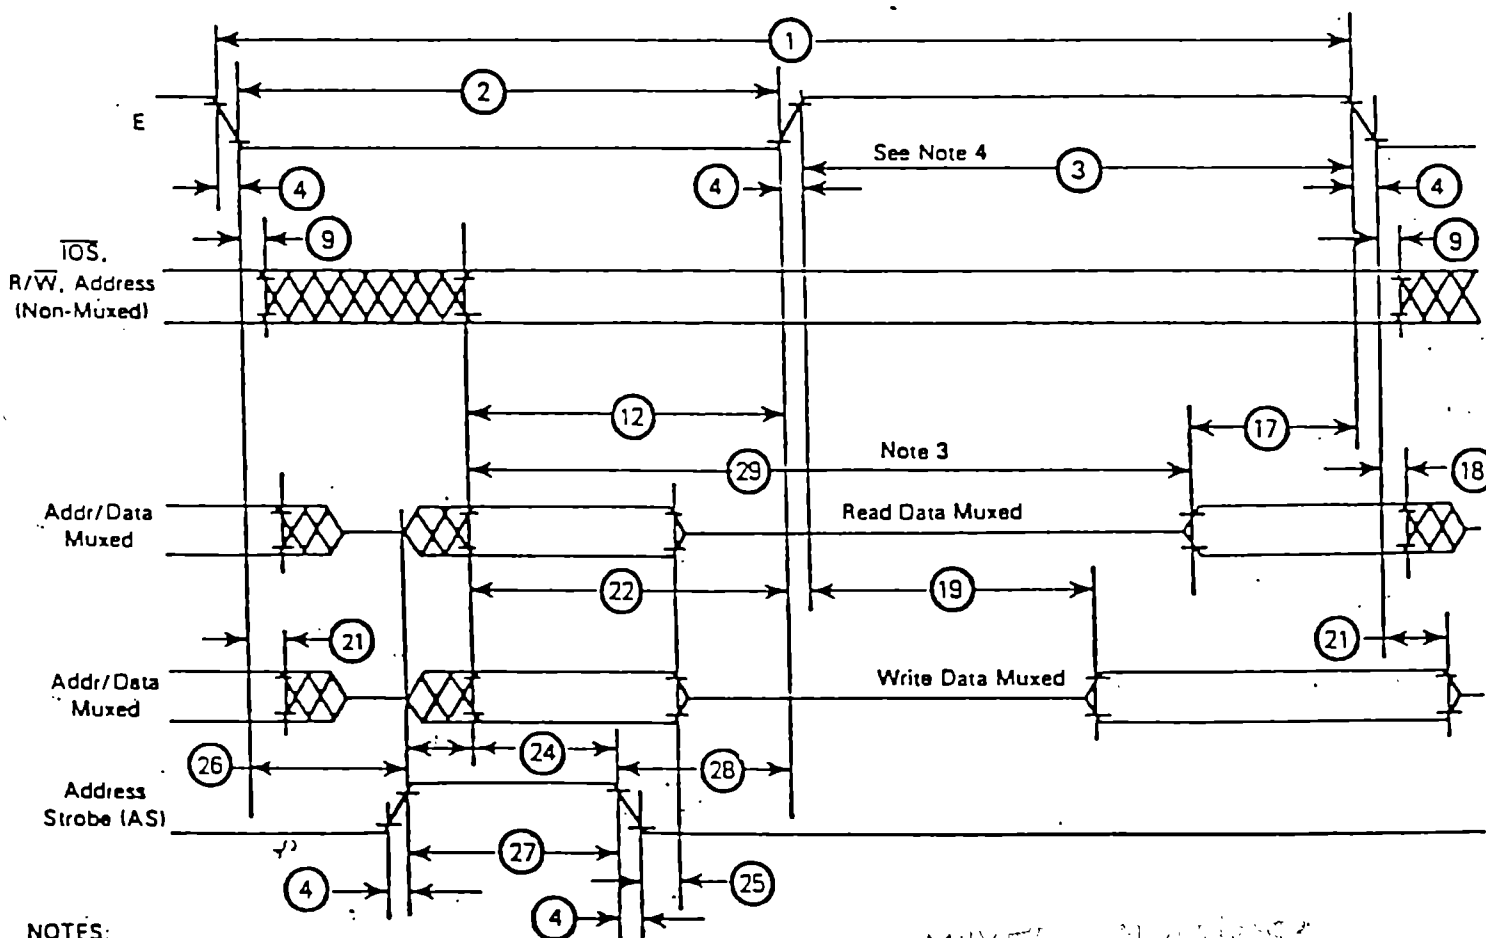 1
2
E
See Note 4
3
4
4
4
9
9
IOS,
R/W, Address
(Non-Muxed)
12
17
Note 3
29
18
Addr/Data
Muxed
Read Data Muxed
22
19
21
21
Addr/Data
Muxed
Write Data Muxed
24
26
28
Address
Strobe (AS)
27
4
25
4
NOTES: